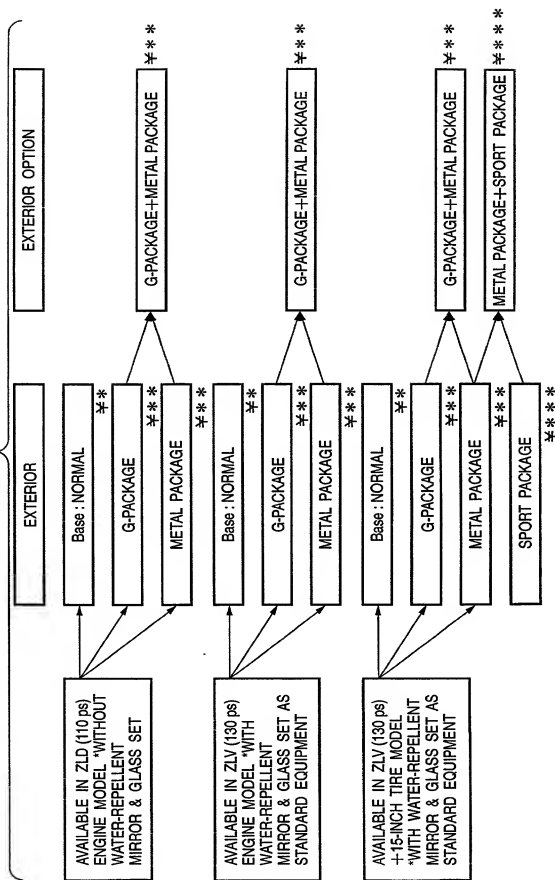 EXTERIOR
EXTERIOR OPTION
AVAILABLE IN ZLD (110 ps)
ENGINE MODEL *WITHOUT
WATER-REPELLENT
MIRROR & GLASS SET
Base : NORMAL
¥**
G-PACKAGE
¥***
METAL PACKAGE
¥***
G-PACKAGE+METAL PACKAGE
¥***
AVAILABLE IN ZLV (130 ps)
ENGINE MODEL *WITH
WATER-REPELLENT
MIRROR & GLASS SET AS
STANDARD EQUIPMENT
Base : NORMAL
¥**
G-PACKAGE
¥***
METAL PACKAGE
¥***
G-PACKAGE+METAL PACKAGE
¥***
AVAILABLE IN ZLV (130 ps)
+15-INCH TIRE MODEL
*WITH WATER-REPELLENT
MIRROR & GLASS SET AS
STANDARD EQUIPMENT
Base : NORMAL
¥**
G-PACKAGE
¥***
METAL PACKAGE
¥***
SPORT PACKAGE
¥****
G-PACKAGE+METAL PACKAGE
¥***
METAL PACKAGE+SPORT PACKAGE
¥****